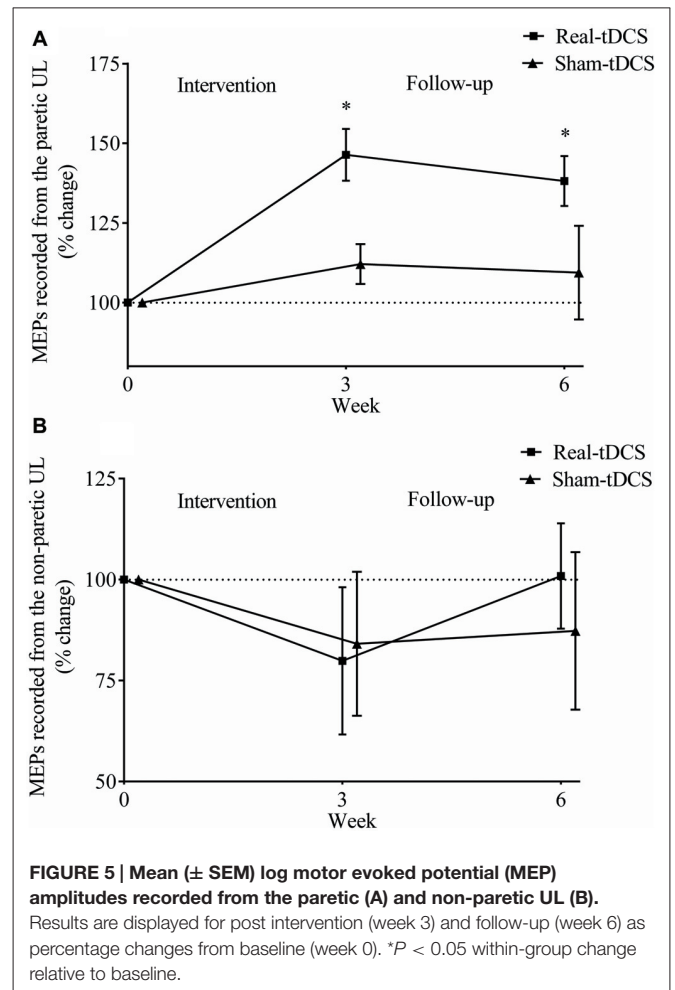 A
Real-tDCS
Sham-tDCS
175
150
125
100
Intervention
Follow-up
*
*
MEPs recorded from the paretic UL
(% change)
0
3
6
Week
B
Real-tDCS
Sham-tDCS
125
100
75
50
Intervention
Follow-up
MEPs recorded from the non-paretic UL
(% change)
0
3
6
Week
FIGURE 5 | Mean (± SEM) log motor evoked potential (MEP)
amplitudes recorded from the paretic (A) and non-paretic UL (B).
Results are displayed for post intervention (week 3) and follow-up (week 6) as
percentage changes from baseline (week 0). *P < 0.05 within-group change
relative to baseline.